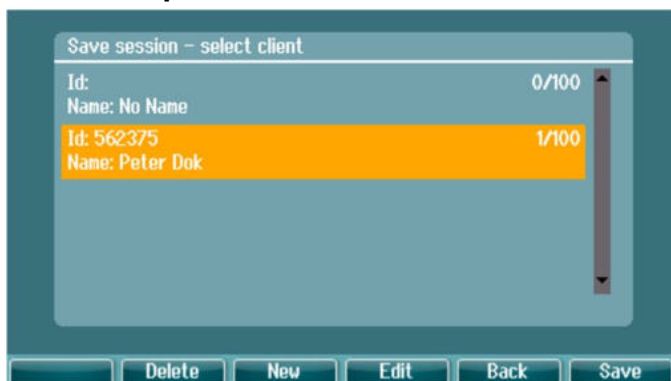 Save session - select client
Id: 0/100
Name: No Name
Id: 562375 1/100
Name: Peter Dok
Delete New Edit Back Save